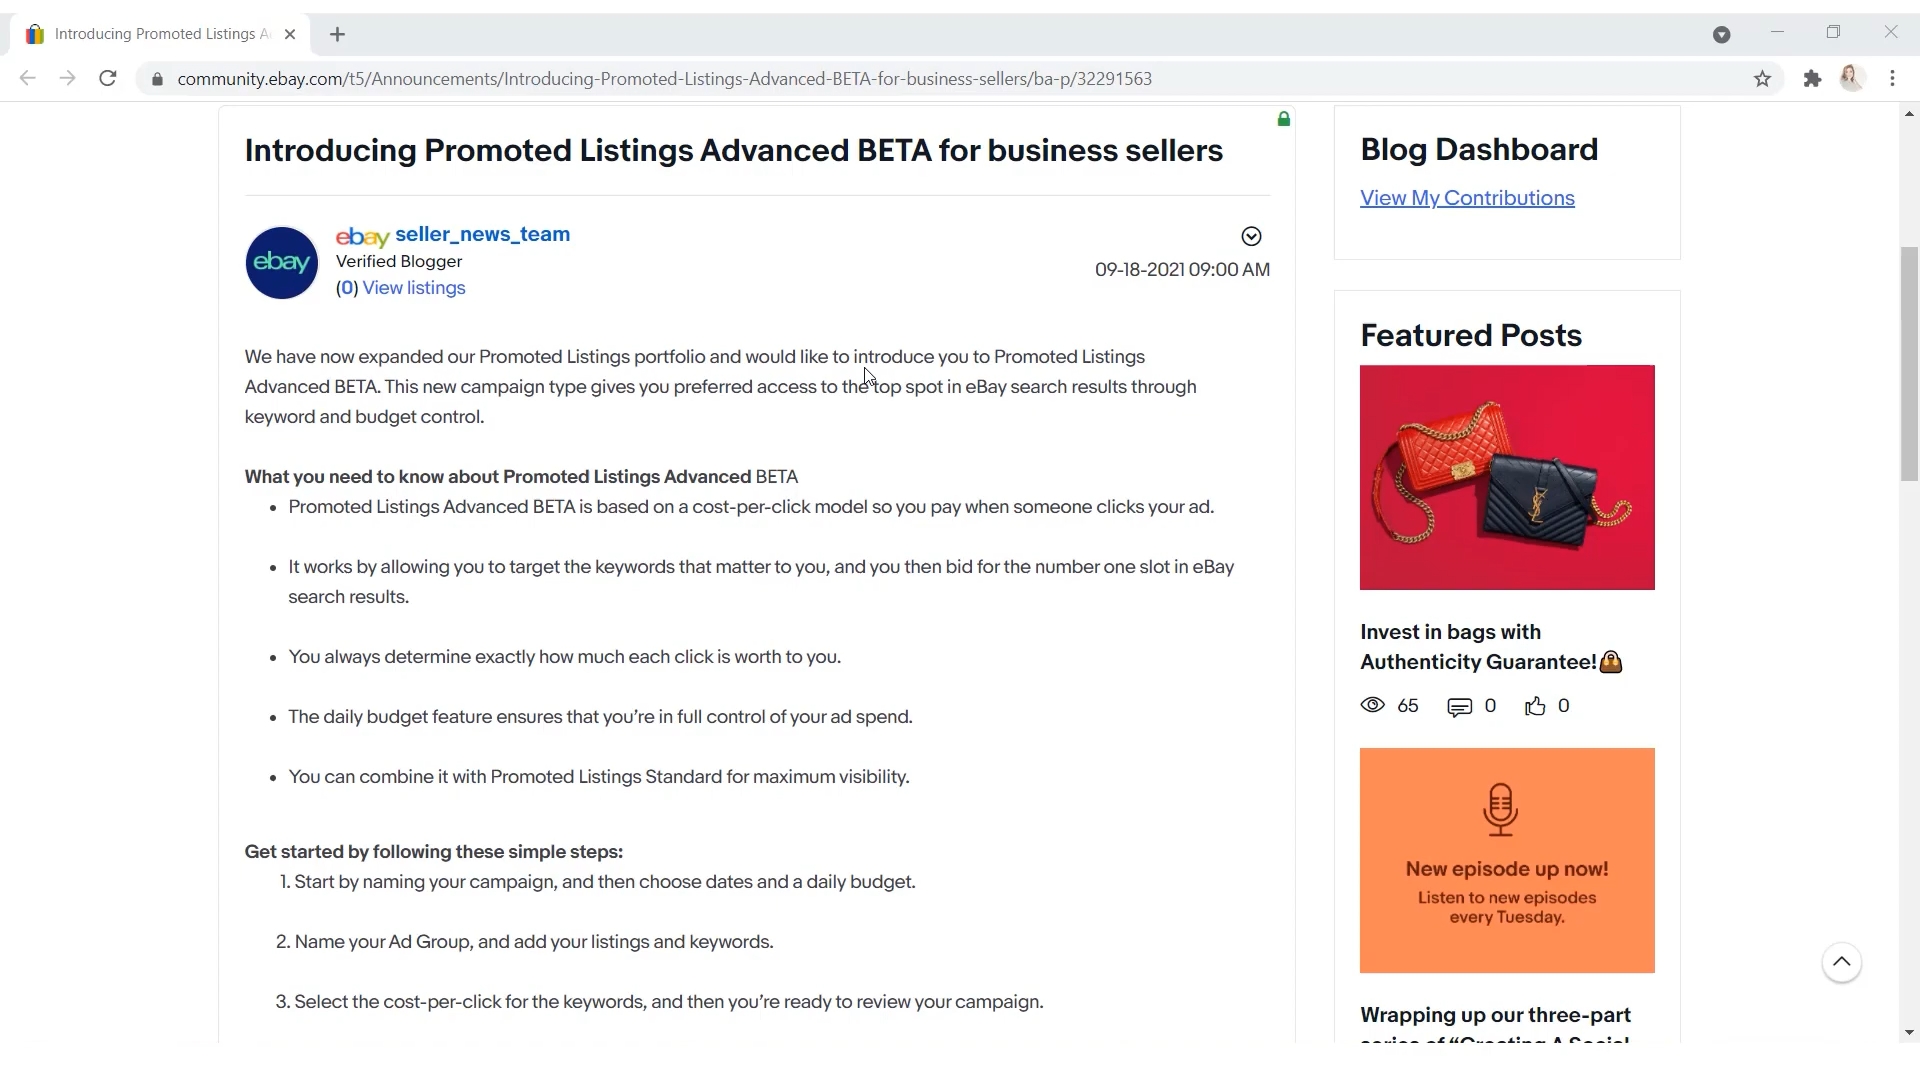 Introducing Promoted Listings A
community.ebay.com/t5/Announcements/Introducing-Promoted-Listings-Advanced-BETA-for-business-sellers/ba-p/32291563
Introducing Promoted Listings Advanced BETA for business sellers
ebay
ebay seller_news_team
Verified Blogger
(0) View listings
09-18-2021 09:00 AM
We have now expanded our Promoted Listings portfolio and would like to introduce you to Promoted Listings
Advanced BETA. This new campaign type gives you preferred access to the top spot in eBay search results through
keyword and budget control.
What you need to know about Promoted Listings Advanced BETA
• Promoted Listings Advanced BETA is based on a cost-per-click model so you pay when someone clicks your ad.
• It works by allowing you to target the keywords that matter to you, and you then bid for the number one slot in eBay
search results.
• You always determine exactly how much each click is worth to you.
• The daily budget feature ensures that you’re in full control of your ad spend.
• You can combine it with Promoted Listings Standard for maximum visibility.
Get started by following these simple steps:
1. Start by naming your campaign, and then choose dates and a daily budget.
2. Name your Ad Group, and add your listings and keywords.
3. Select the cost-per-click for the keywords, and then you’re ready to review your campaign.
Blog Dashboard
View My Contributions
Featured Posts
Invest in bags with
Authenticity Guarantee!👜
65 0 0
New episode up now!
Listen to new episodes
every Tuesday.
Wrapping up our three-part
series of “Creating A Social